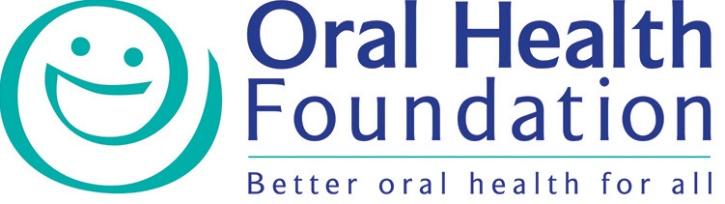 Oral Health
Foundation
Better oral health for all